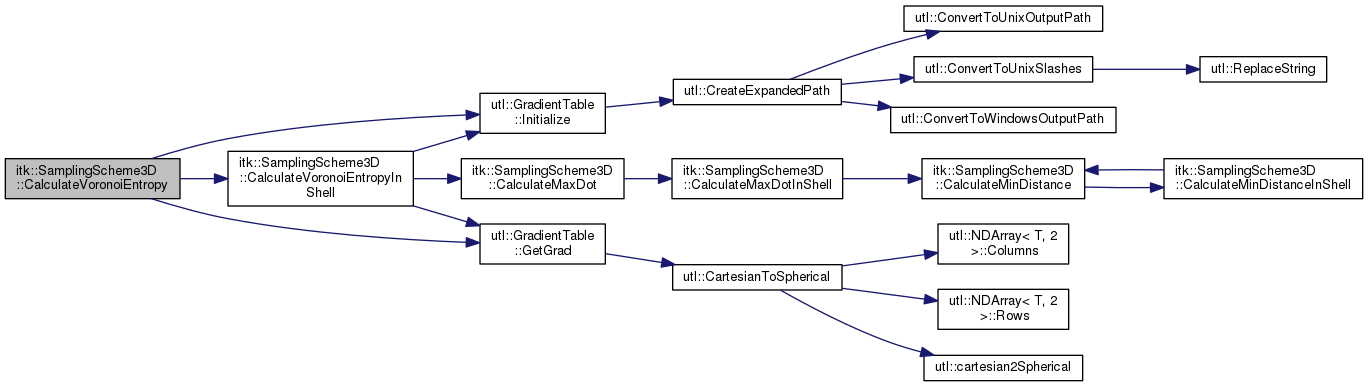 itk::SamplingScheme3D
::CalculateVoronoiEntropy
itk::SamplingScheme3D
::CalculateVoronoiEntropyIn
Shell
utl::GradientTable
::Initialize
itk::SamplingScheme3D
::CalculateMaxDot
utl::GradientTable
::GetGrad
utl::CreateExpandedPath
itk::SamplingScheme3D
::CalculateMaxDotInShell
utl::CartesianToSpherical
utl::ConvertToUnixOutputPath
utl::ConvertToUnixSlashes
utl::ConvertToWindowsOutputPath
itk::SamplingScheme3D
::CalculateMinDistance
utl::NDArray< T, 2
>::Columns
utl::NDArray< T, 2
>::Rows
utl::cartesian2Spherical
utl::ReplaceString
itk::SamplingScheme3D
::CalculateMinDistanceInShell